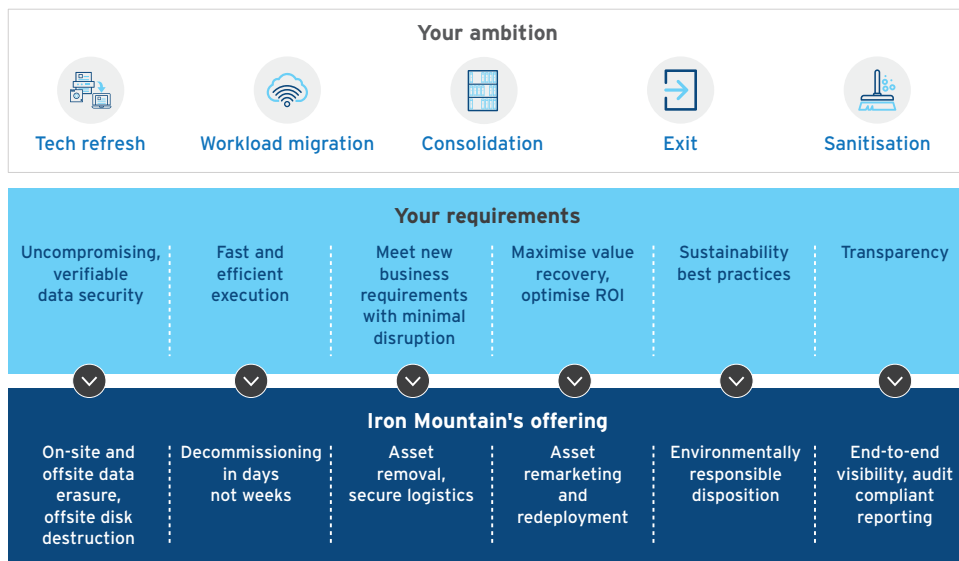 Your ambition
Tech refresh
Workload migration
Consolidation
Exit
Sanitisation
Your requirements
Uncompromising,
verifiable
data security
Fast and
efficient
execution
Meet new
business
requirements
with minimal
disruption
Maximise value
recovery,
optimise ROI
Sustainability
best practices
Transparency
Iron Mountain's offering
On-site and
offsite data
erasure,
offsite disk
destruction
Decommissioning
in days
not weeks
Asset
removal,
secure logistics
Asset
remarketing
and
redeployment
Environmentally
responsible
disposition
End-to-end
visibility, audit
compliant
reporting